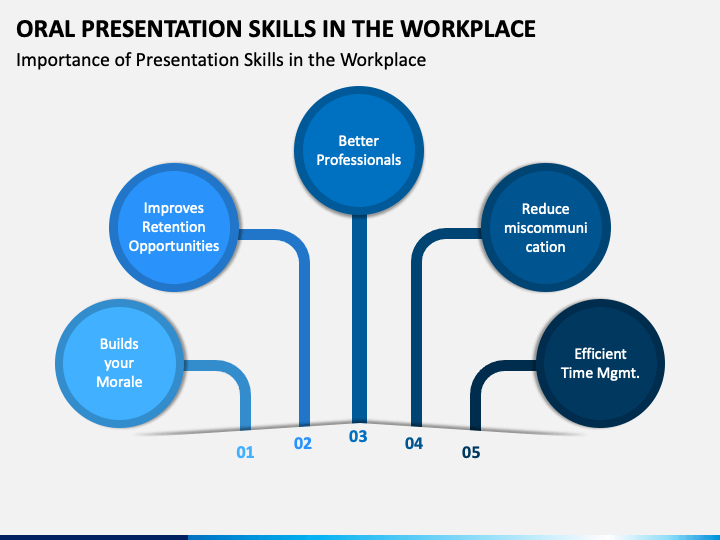 ORAL PRESENTATION SKILLS IN THE WORKPLACE
Importance of Presentation Skills in the Workplace
Builds
your
Morale
Improves
Retention
Opportunities
Better
Professionals
Reduce
miscommuni
cation
Efficient
Time Mgmt.
01
02
03
04
05